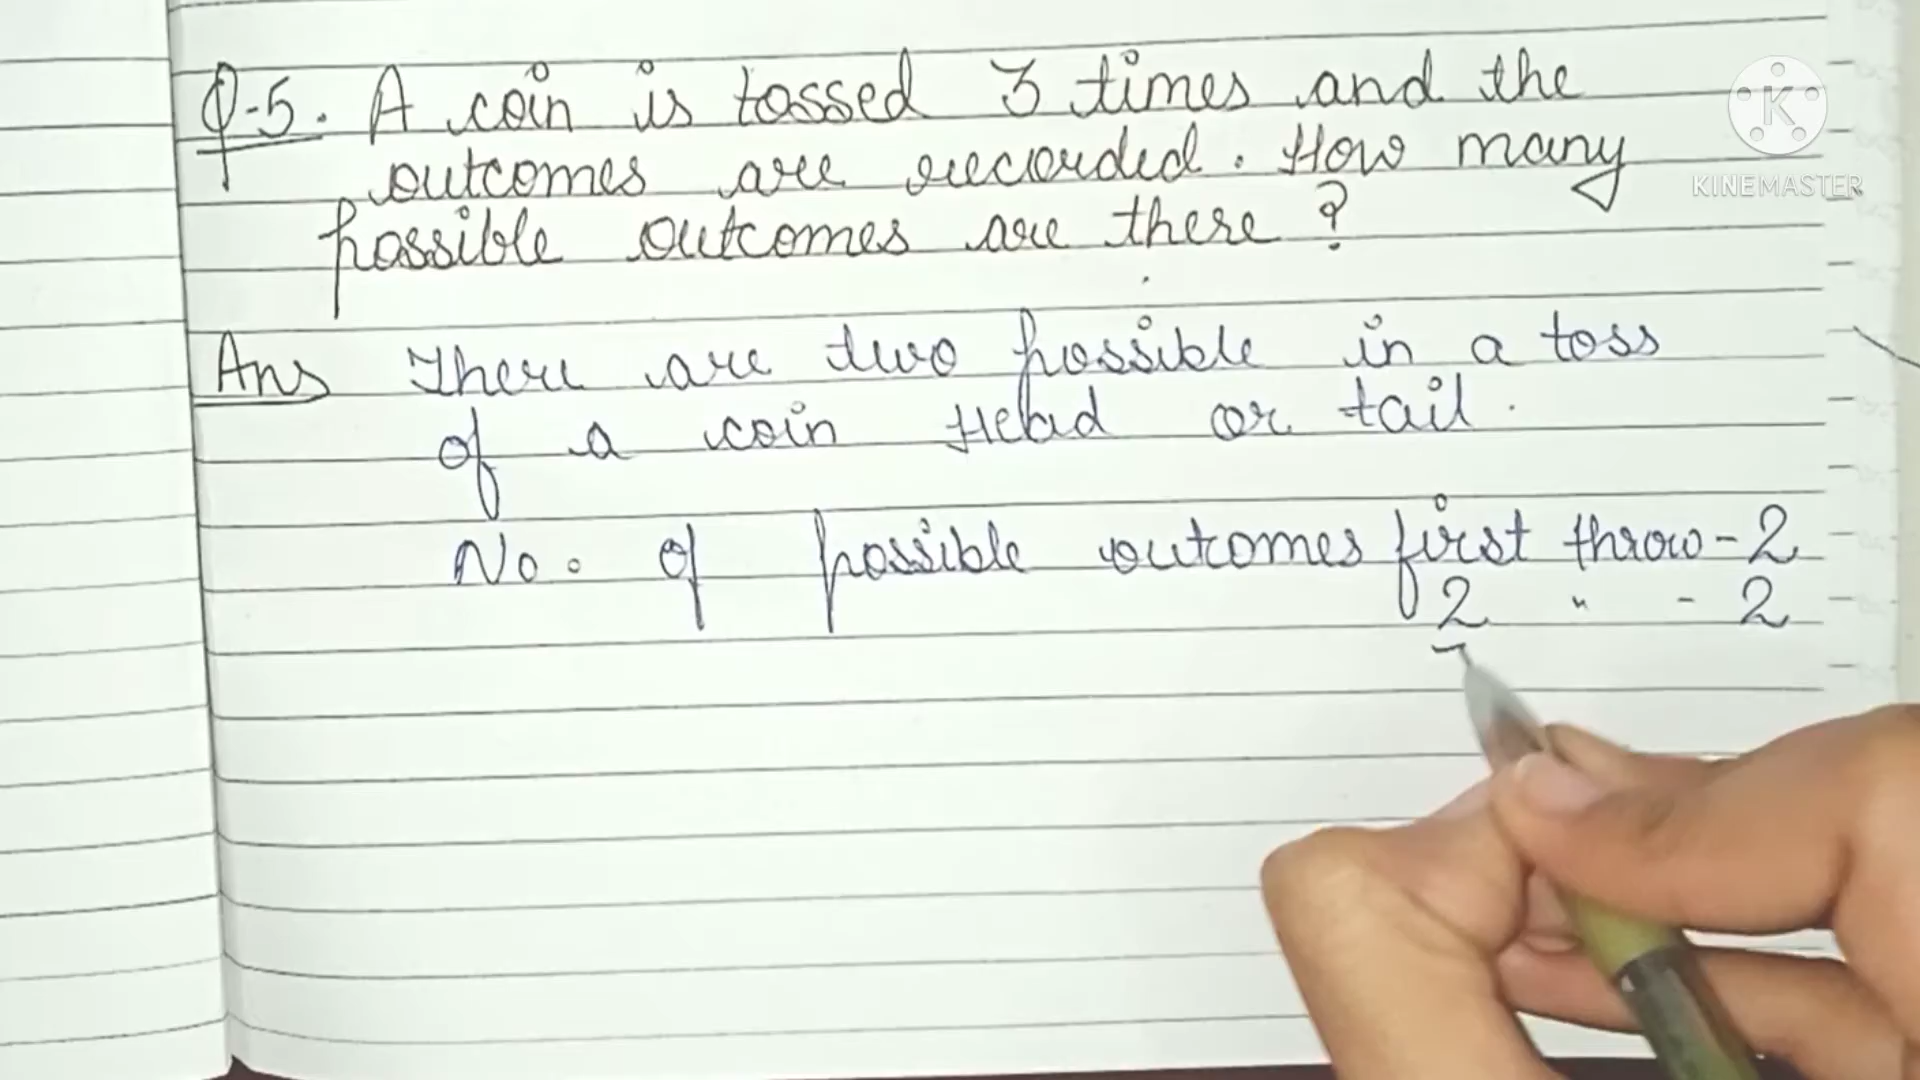 Q-5. A coin is tossed 3 times and the
outcomes are recorded. How many
possible outcomes are there?
Ans There are two possible in a toss
of a coin Head or tail.
No. of possible outcomes first throw - 2
2 " - 2
K
KINEMASTER